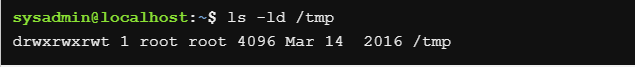 sysadmin@localhost:~$ ls -ld /tmp
drwxrwxrwt 1 root root 4096 Mar 14  2016 /tmp